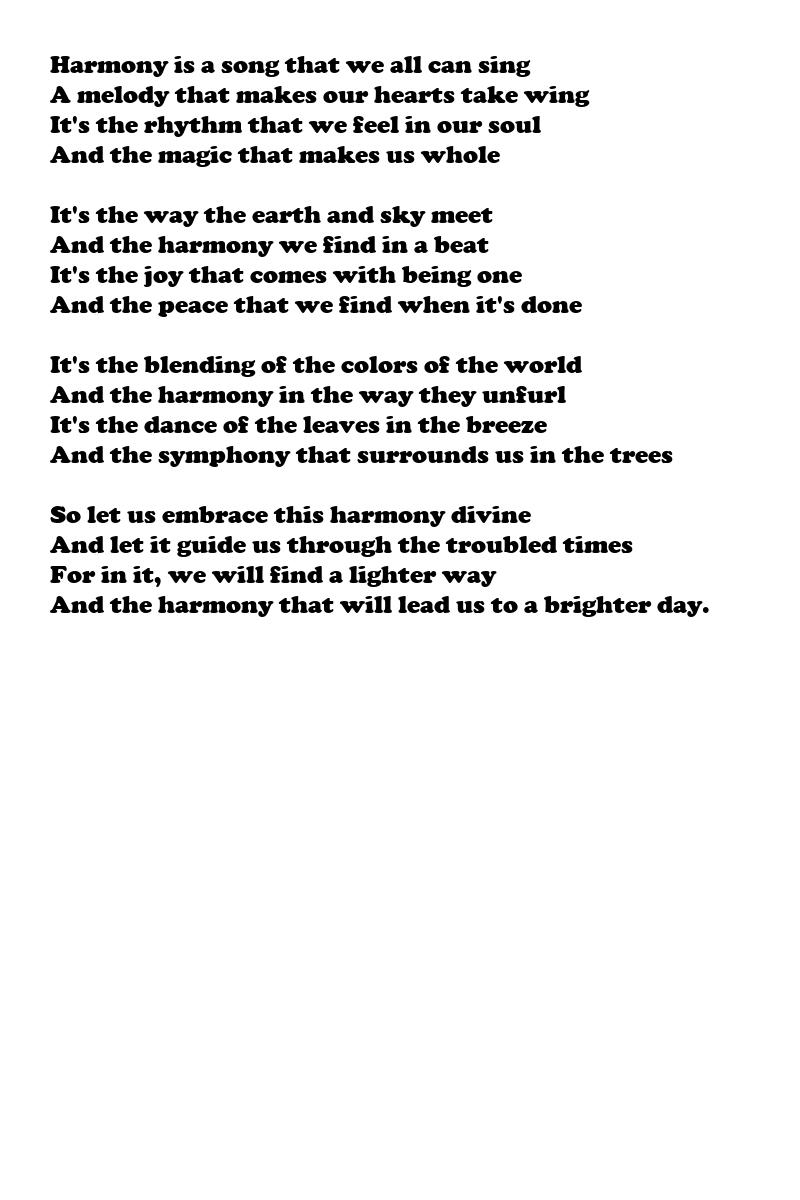 Harmony is a song that we all can sing
A melody that makes our hearts take wing
It's the rhythm that we feel in our soul
And the magic that makes us whole

It's the way the earth and sky meet
And the harmony we find in a beat
It's the joy that comes with being one
And the peace that we find when it's done

It's the blending of the colors of the world
And the harmony in the way they unfurl
It's the dance of the leaves in the breeze
And the symphony that surrounds us in the trees

So let us embrace this harmony divine
And let it guide us through the troubled times
For in it, we will find a lighter way
And the harmony that will lead us to a brighter day.